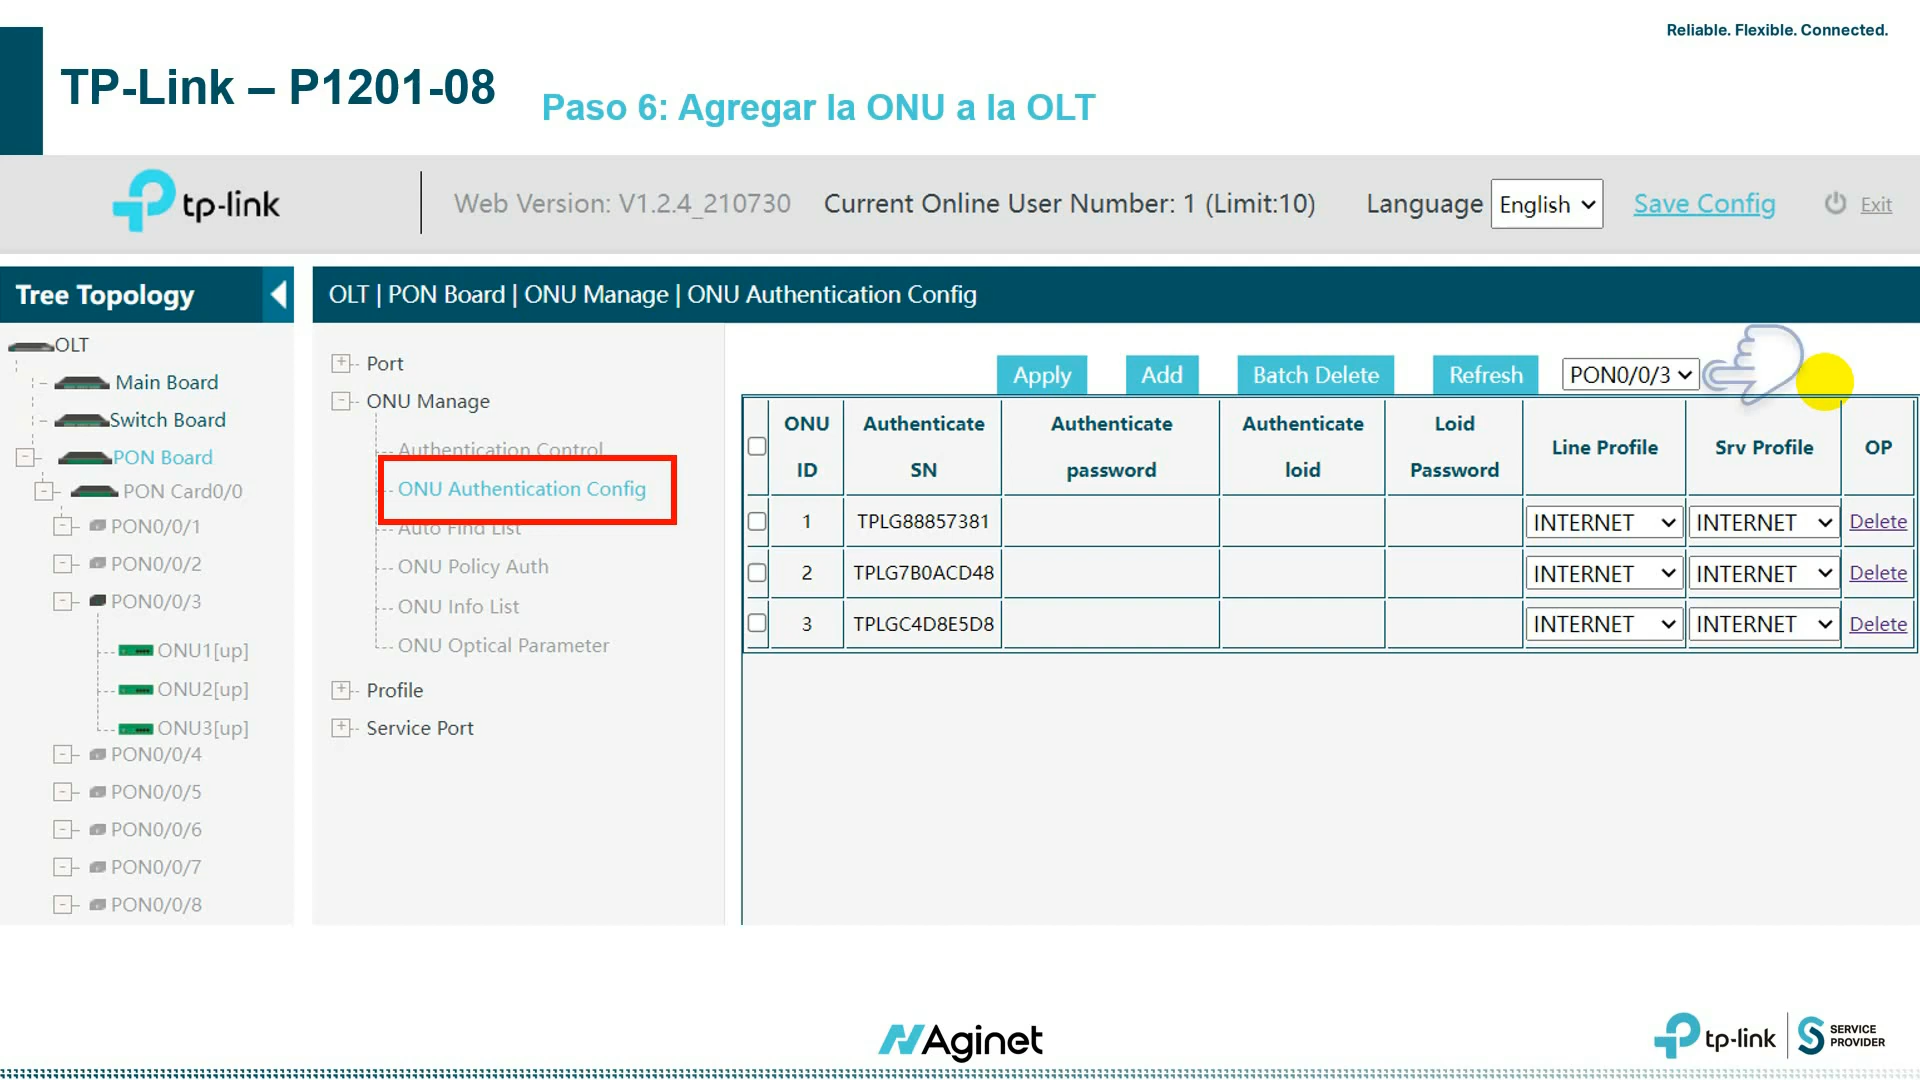 Reliable. Flexible. Connected.
TP-Link – P1201-08
Paso 6: Agregar la ONU a la OLT
tp-link
Web Version: V1.2.4_210730
Current Online User Number: 1 (Limit:10)
Language
English
Save Config
Exit
Tree Topology
OLT | PON Board | ONU Manage | ONU Authentication Config
OLT
Main Board
Switch Board
PON Board
PON Card0/0
PON0/0/1
PON0/0/2
PON0/0/3
ONU1[up]
ONU2[up]
ONU3[up]
PON0/0/4
PON0/0/5
PON0/0/6
PON0/0/7
PON0/0/8
Port
ONU Manage
Authentication Control
ONU Authentication Config
Auto Find List
ONU Policy Auth
ONU Info List
ONU Optical Parameter
Profile
Service Port
Apply
Add
Batch Delete
Refresh
PON0/0/3
ONU ID
Authenticate SN
Authenticate password
Authenticate loid
Loid Password
Line Profile
Srv Profile
OP
1 TPLG88857381 INTERNET INTERNET Delete
2 TPLG7B0ACD48 INTERNET INTERNET Delete
3 TPLGC4D8E5D8 INTERNET INTERNET Delete
Aginet
tp-link
SERVICE
PROVIDER